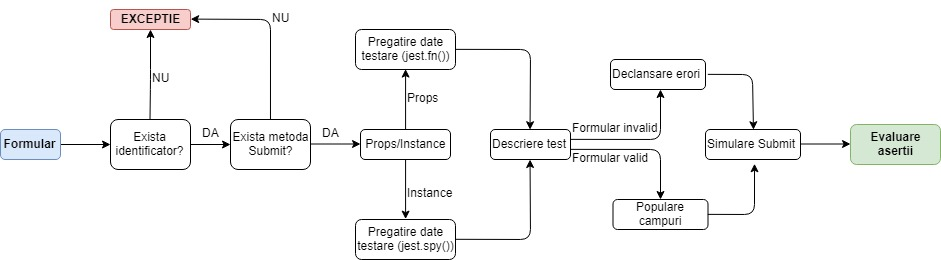 EXCEPTIE
NU
NU
Formular
Exista
identificator?
DA
Exista metoda
Submit?
DA
Pregatire date
testare (jest.fn())
Props
Props/Instance
Instance
Pregatire date
testare (jest.spy())
Descriere test
Formular invalid
Formular valid
Declansare erori
Populare
campuri
Simulare Submit
Evaluare
asertii